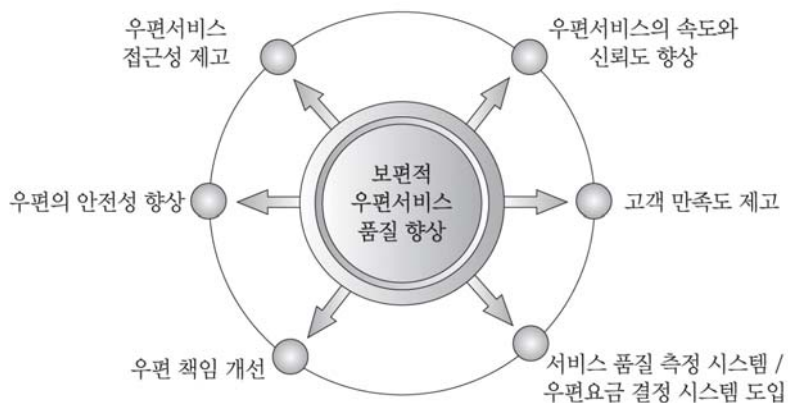 우편서비스
접근성 제고
우편서비스의 속도와
신뢰도 향상
우편의 안전성 향상
보편적
우편서비스
품질 향상
고객 만족도 제고
우편 책임 개선
서비스 품질 측정 시스템 /
우편요금 결정 시스템 도입